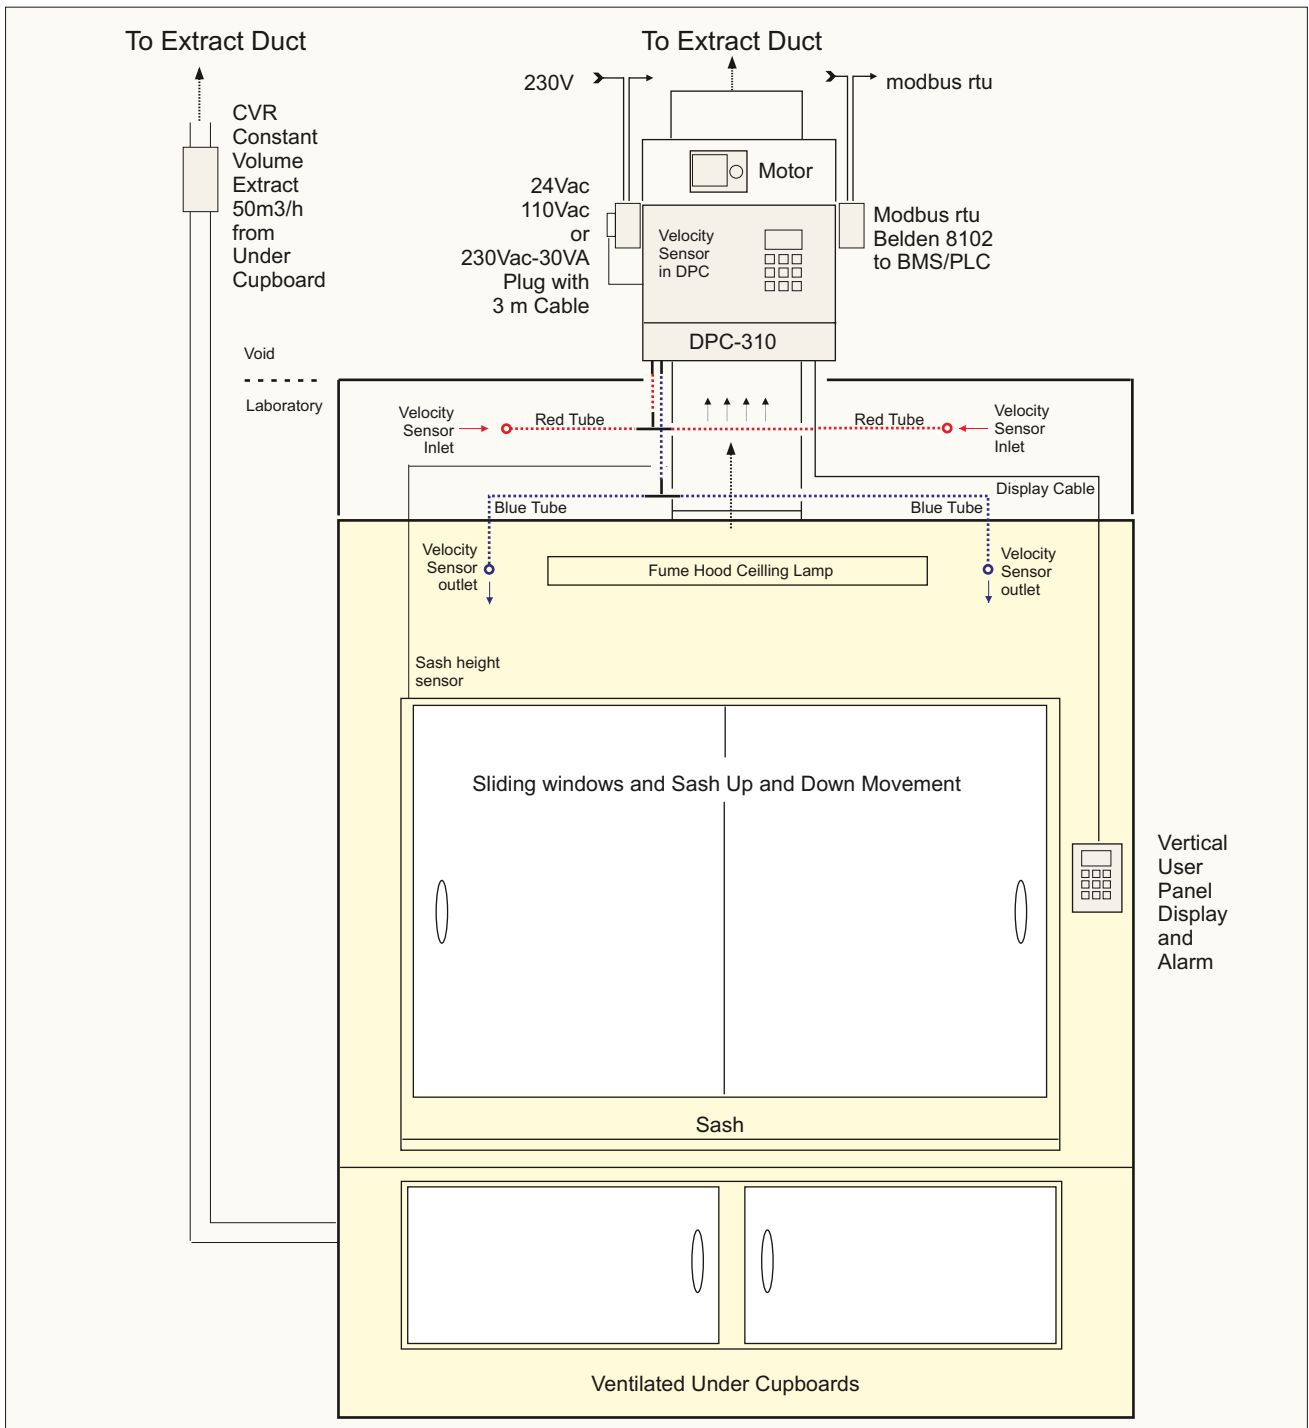 To Extract Duct
To Extract Duct
230V
modbus rtu
CVR
Constant
Volume
Extract
50m3/h
from
Under
Cupboard
Motor
24Vac
110Vac
or
230Vac-30VA
Plug with
3 m Cable
Velocity
Sensor
in DPC
Modbus rtu
Belden 8102
to BMS/PLC
DPC-310
Void
Laboratory
Velocity
Sensor
Inlet
Red Tube
Red Tube
Velocity
Sensor
Inlet
Display Cable
Blue Tube
Blue Tube
Velocity
Sensor
outlet
Fume Hood Ceilling Lamp
Velocity
Sensor
outlet
Sash height
sensor
Sliding windows and Sash Up and Down Movement
Vertical
User
Panel
Display
and
Alarm
Sash
Ventilated Under Cupboards